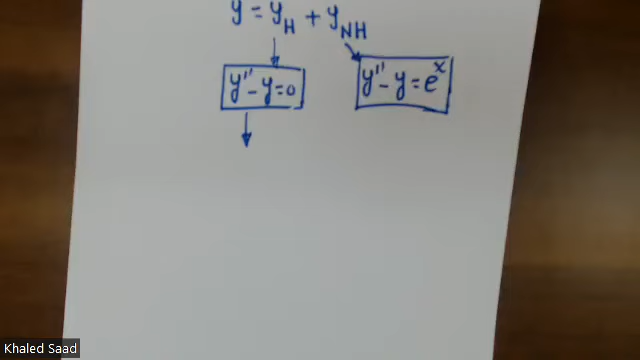 y = y_H + y_NH
y'' - y = 0
y'' - y = e^x
Khaled Saad